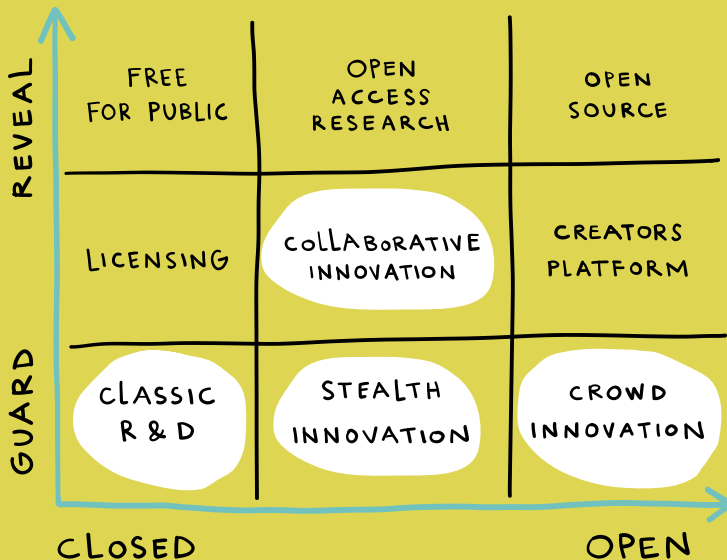 REVEAL
GUARD
FREE
FOR PUBLIC
OPEN
ACCESS
RESEARCH
OPEN
SOURCE
LICENSING
COLLABORATIVE
INNOVATION
CREATORS
PLATFORM
CLASSIC
R & D
STEALTH
INNOVATION
CROWD
INNOVATION
CLOSED
OPEN